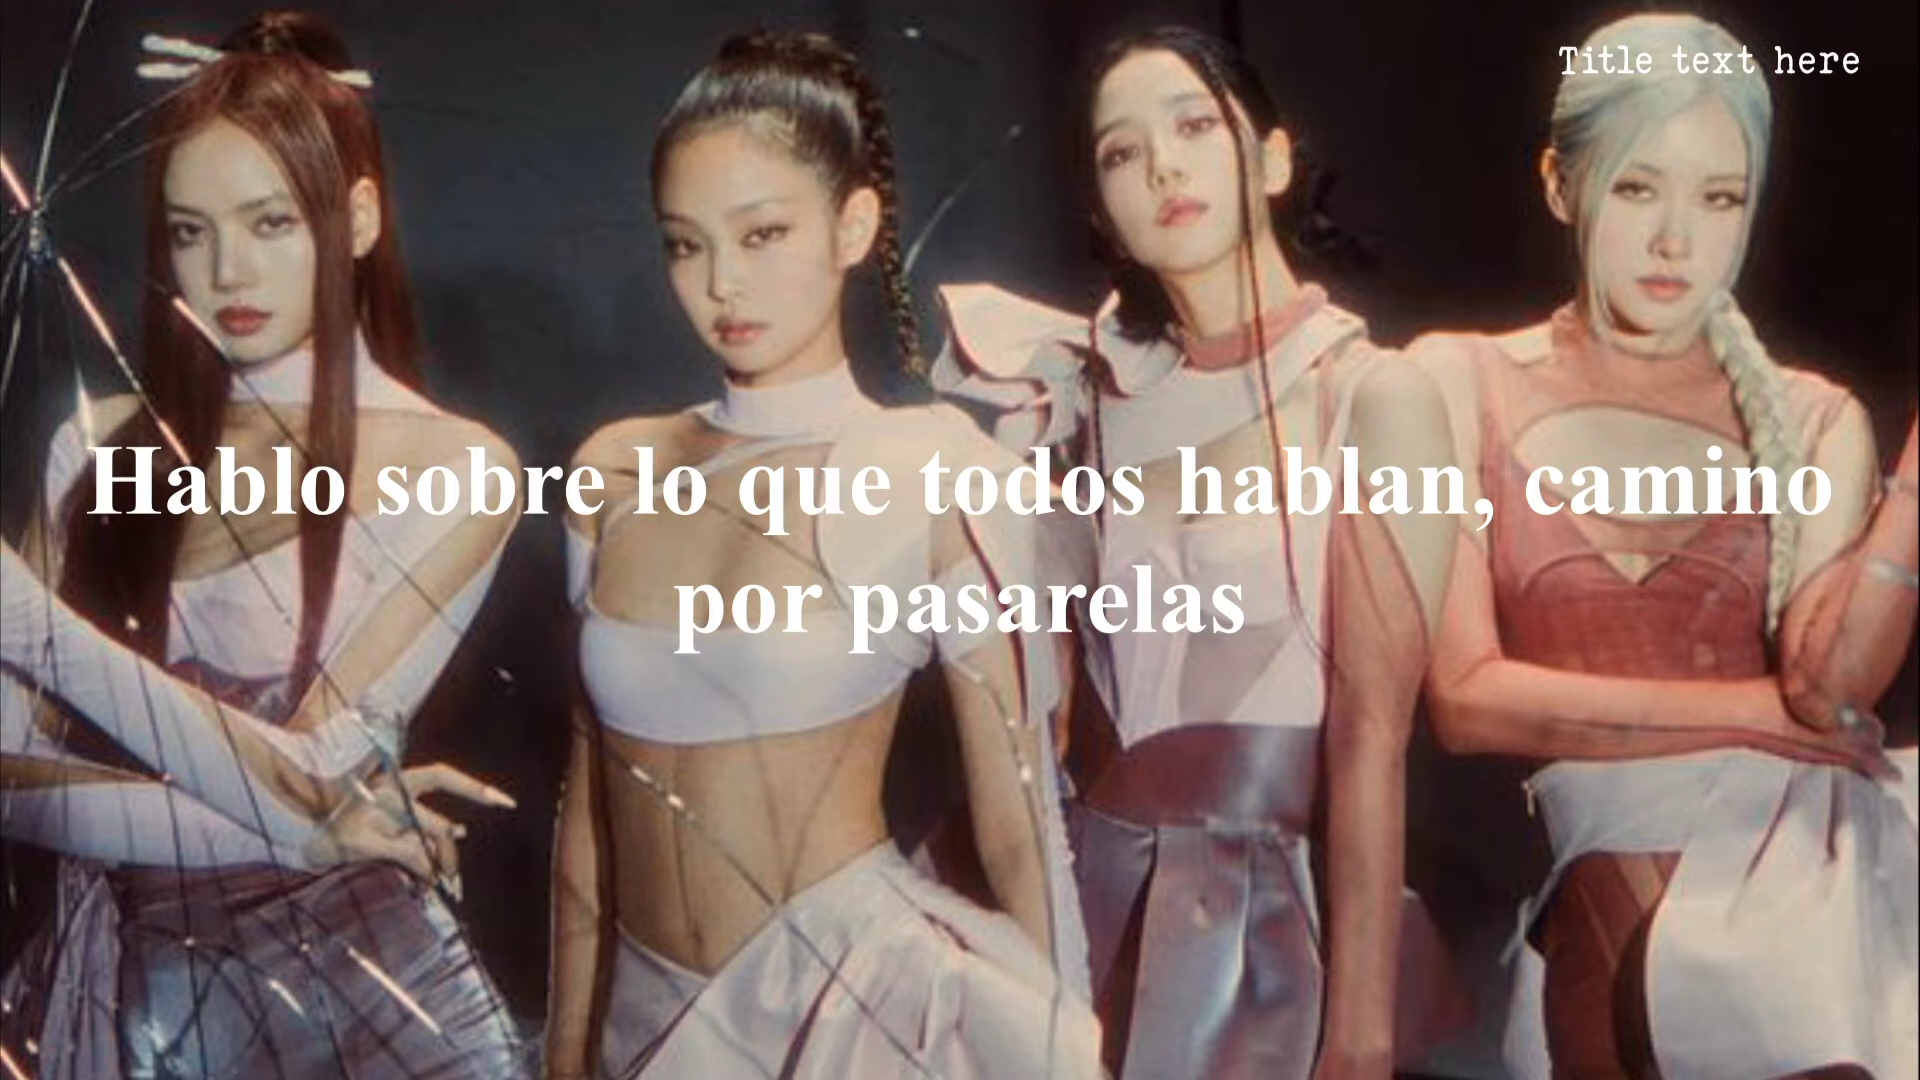 Title text here
Hablo sobre lo que todos hablan, camino
por pasarelas